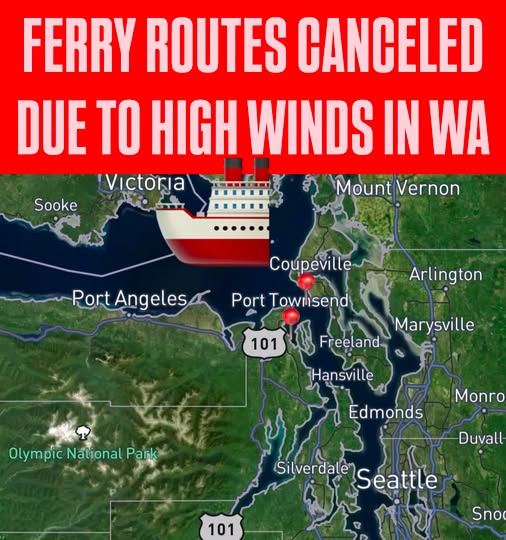 FERRY ROUTES CANCELED
DUE TO HIGH WINDS IN WA
Victoria
Mount Vernon
Sooke
Coupeville
Arlington
Port Angeles
Port Townsend
Marysville
101
Freeland
Hansville
Monro
Edmonds
Duvall
Olympic National Park
Silverdale
Seattle
Snoq
101